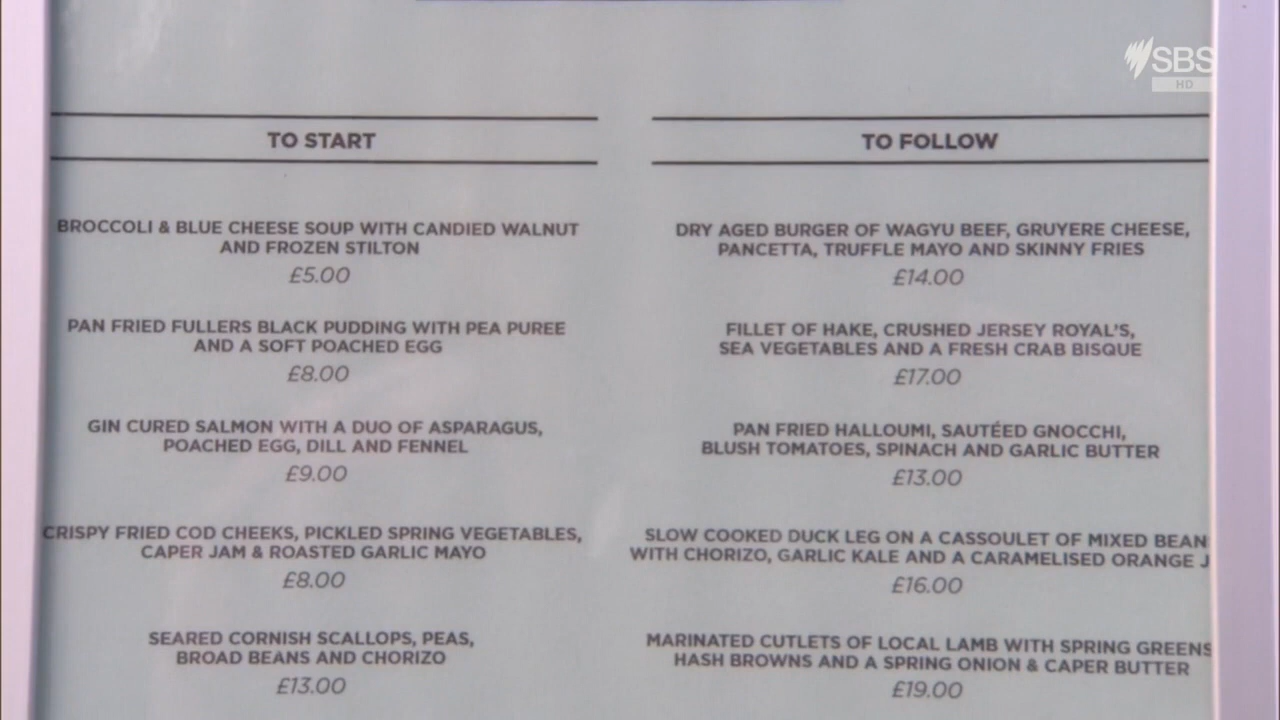 SBS
HD
TO START
BROCCOLI & BLUE CHEESE SOUP WITH CANDIED WALNUT
AND FROZEN STILTON
£5.00
PAN FRIED FULLERS BLACK PUDDING WITH PEA PUREE
AND A SOFT POACHED EGG
£8.00
GIN CURED SALMON WITH A DUO OF ASPARAGUS,
POACHED EGG, DILL AND FENNEL
£9.00
CRISPY FRIED COD CHEEKS, PICKLED SPRING VEGETABLES,
CAPER JAM & ROASTED GARLIC MAYO
£8.00
SEARED CORNISH SCALLOPS, PEAS,
BROAD BEANS AND CHORIZO
£13.00
TO FOLLOW
DRY AGED BURGER OF WAGYU BEEF, GRUYERE CHEESE,
PANCETTA, TRUFFLE MAYO AND SKINNY FRIES
£14.00
FILLET OF HAKE, CRUSHED JERSEY ROYAL'S,
SEA VEGETABLES AND A FRESH CRAB BISQUE
£17.00
PAN FRIED HALLOUMI, SAUTÉED GNOCCHI,
BLUSH TOMATOES, SPINACH AND GARLIC BUTTER
£13.00
SLOW COOKED DUCK LEG ON A CASSOULET OF MIXED BEAN
WITH CHORIZO, GARLIC KALE AND A CARAMELISED ORANGE J
£16.00
MARINATED CUTLETS OF LOCAL LAMB WITH SPRING GREENS
HASH BROWNS AND A SPRING ONION & CAPER BUTTER
£19.00